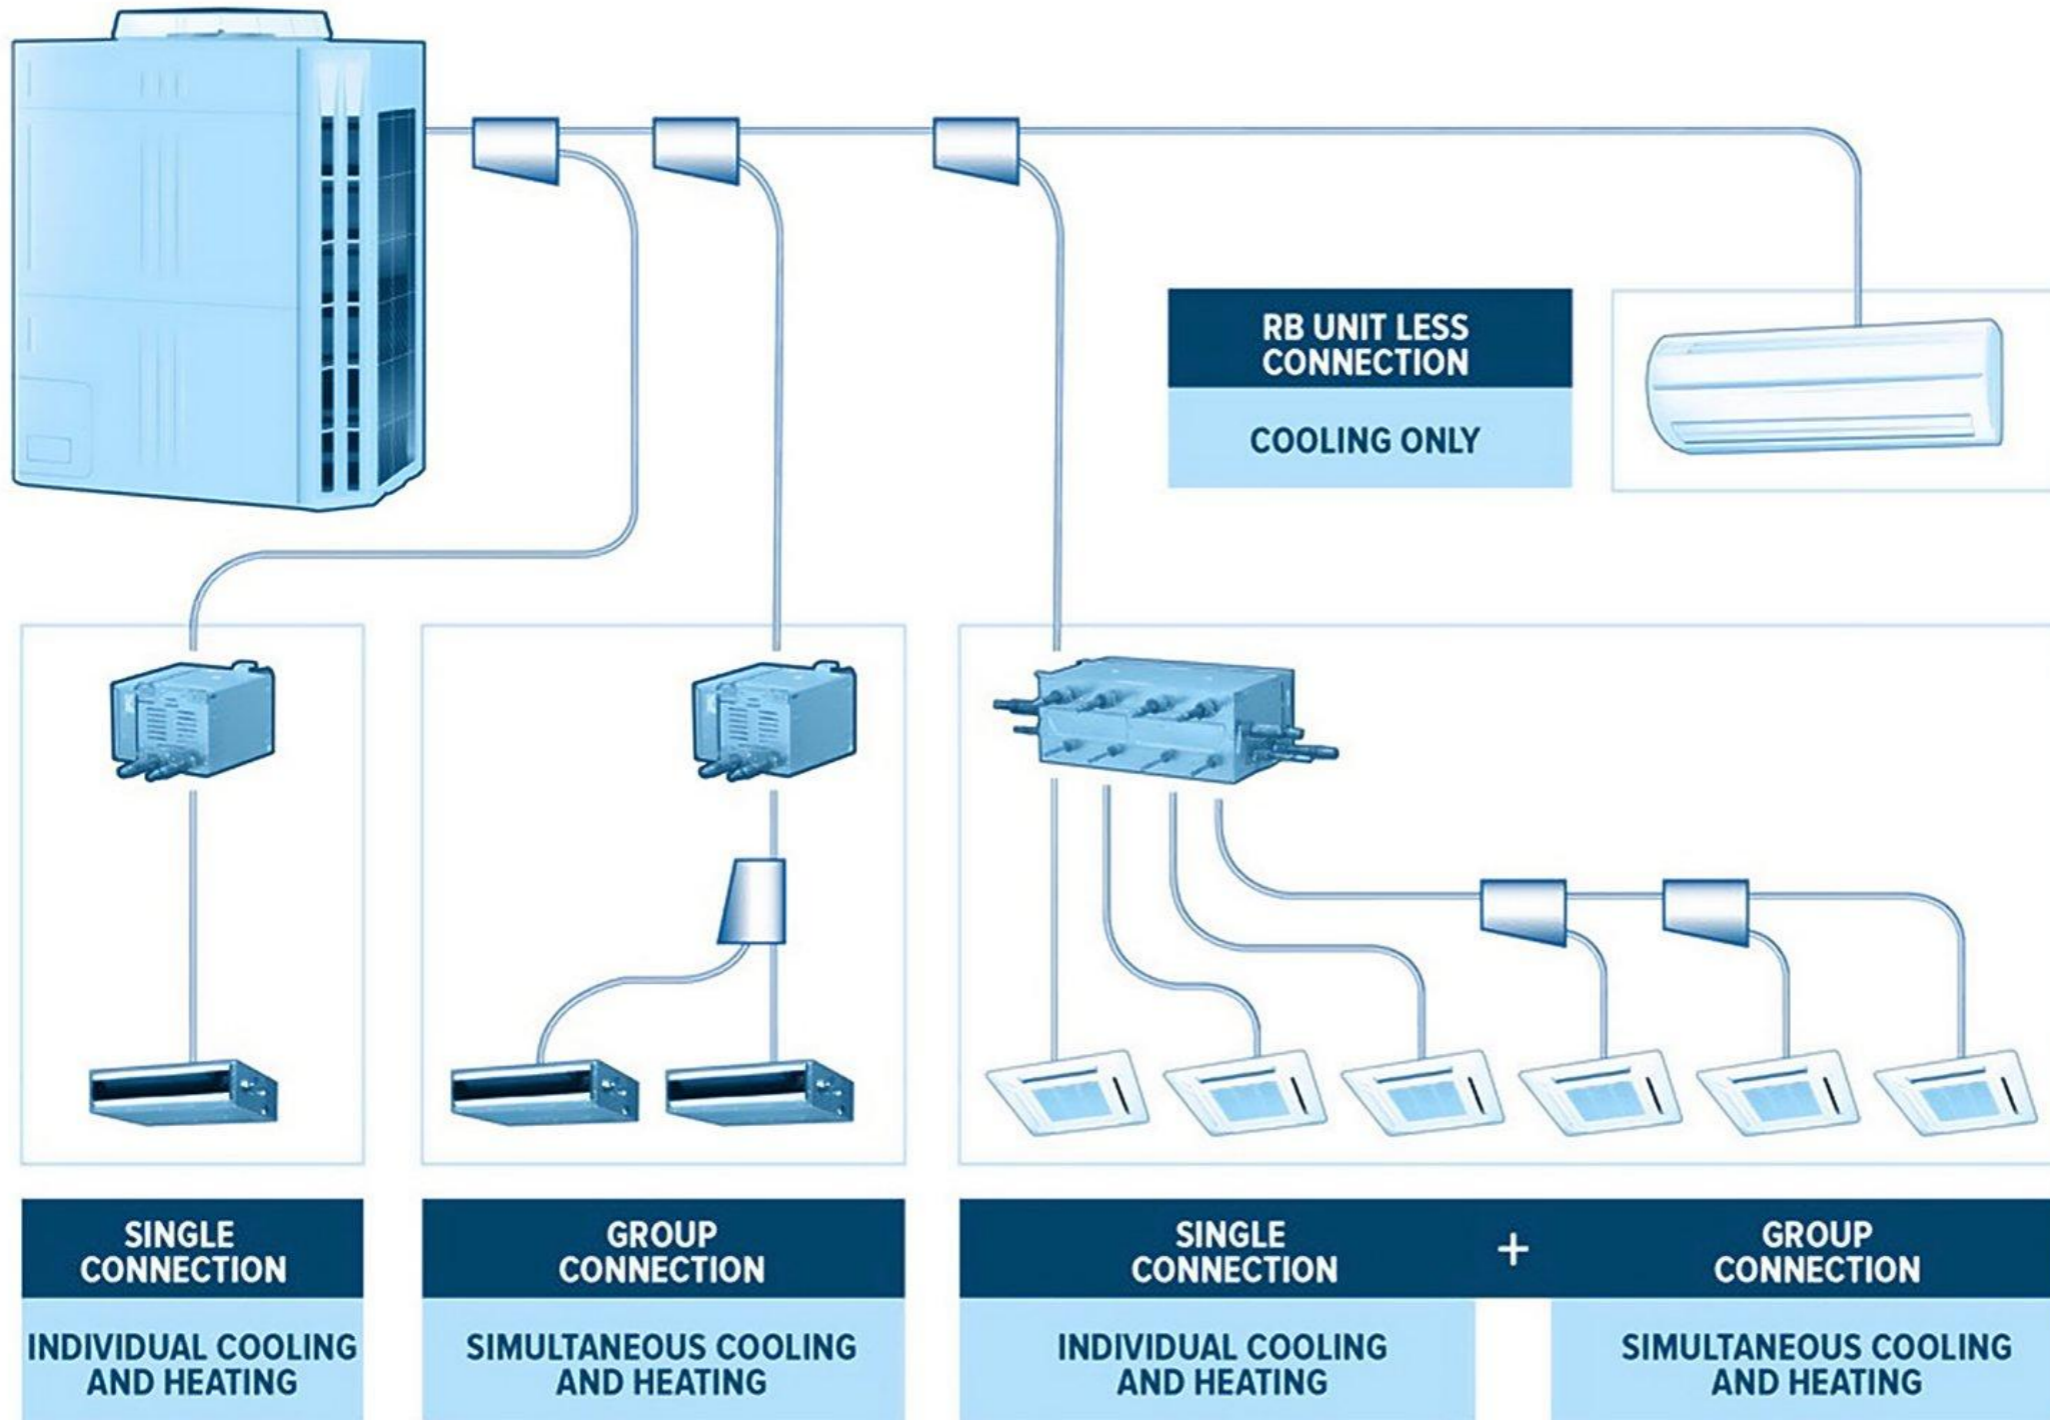 RB UNIT LESS
CONNECTION
COOLING ONLY
SINGLE
CONNECTION
INDIVIDUAL COOLING
AND HEATING
GROUP
CONNECTION
SIMULTANEOUS COOLING
AND HEATING
SINGLE
CONNECTION
+
GROUP
CONNECTION
INDIVIDUAL COOLING
AND HEATING
SIMULTANEOUS COOLING
AND HEATING